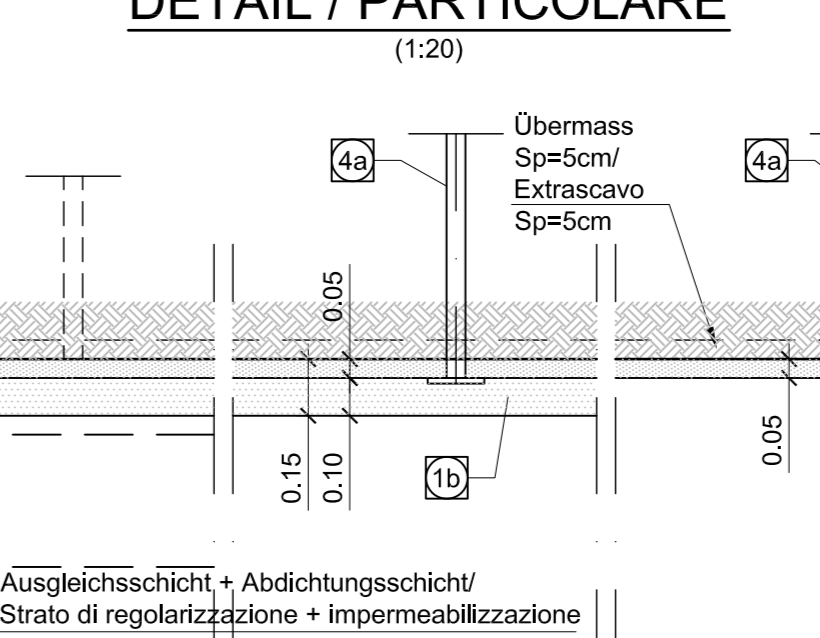 DETAIL / PARTICOLARE
(1:20)
4a
Übermass
Sp=5cm/
Extrascavo
Sp=5cm
4a
0.05
0.15
0.10
1b
0.05
Ausgleichsschicht + Abdichtungsschicht/
Strato di regolarizzazione + impermeabilizzazione